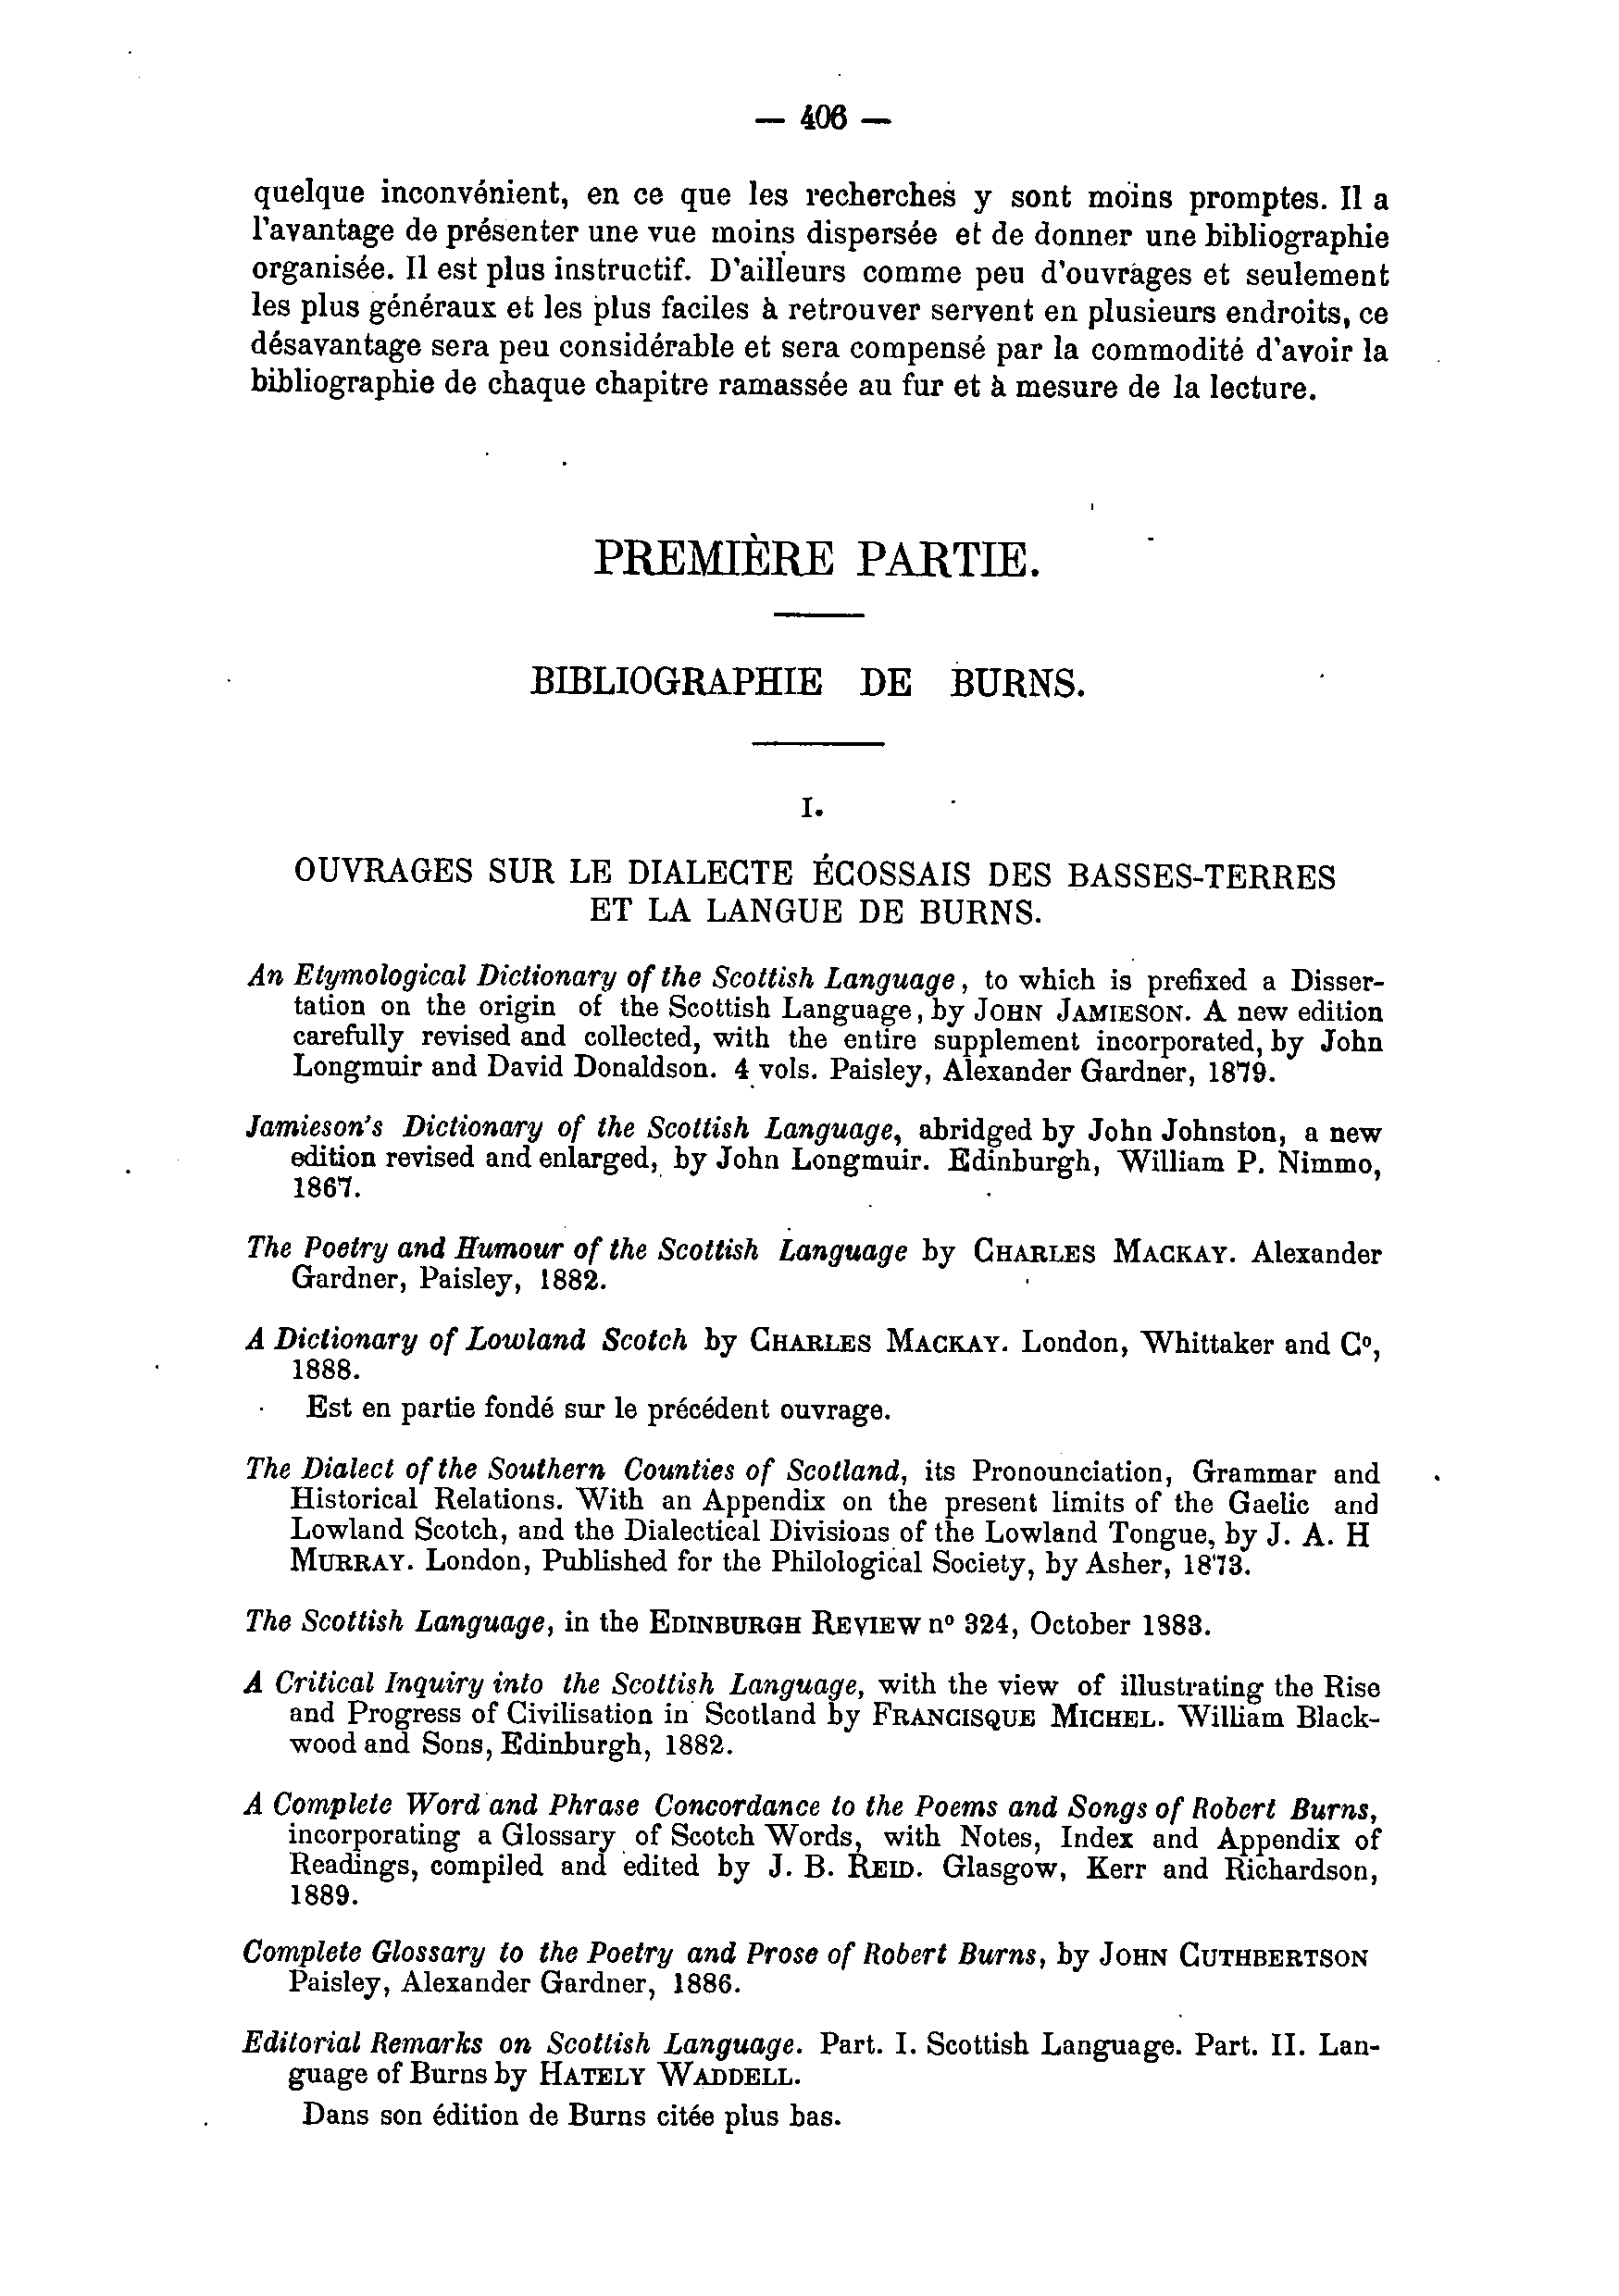 — 406 —
quelque inconvénient, en ce que les recherches y sont moins promptes. Il a
l'avantage de présenter une vue moins dispersée et de donner une bibliographie
organisée. Il est plus instructif. D'ailleurs comme peu d'ouvrages et seulement
les plus généraux et les plus faciles à retrouver servent en plusieurs endroits, ce
désavantage sera peu considérable et sera compensé par la commodité d'avoir la
bibliographie de chaque chapitre ramassée au fur et à mesure de la lecture.
PREMIÈRE PARTIE.
BIBLIOGRAPHIE DE BURNS.
I.
OUVRAGES SUR LE DIALECTE ÉCOSSAIS DES BASSES-TERRES
ET LA LANGUE DE BURNS.
An Etymological Dictionary of the Scottish Language, to which is prefixed a Disser-
tation on the origin of the Scottish Language, by JOHN JAMIESON. A new edition
carefully revised and collected, with the entire supplement incorporated, by John
Longmuir and David Donaldson. 4 vols. Paisley, Alexander Gardner, 1879.
Jamieson's Dictionary of the Scottish Language, abridged by John Johnston, a new
edition revised and enlarged, by John Longmuir. Edinburgh, William P. Nimmo,
1867.
The Poetry and Humour of the Scottish Language by CHARLES MACKAY. Alexander
Gardner, Paisley, 1882.
A Dictionary of Lowland Scotch by CHARLES MACKAY. London, Whittaker and C°,
1888.
Est en partie fondé sur le précédent ouvrage.
The Dialect of the Southern Counties of Scotland, its Pronounciation, Grammar and
Historical Relations. With an Appendix on the present limits of the Gaelic and
Lowland Scotch, and the Dialectical Divisions of the Lowland Tongue, by J. A. H
MURRAY. London, Published for the Philological Society, by Asher, 1873.
The Scottish Language, in the EDINBURGH REVIEW n° 324, October 1883.
A Critical Inquiry into the Scottish Language, with the view of illustrating the Rise
and Progress of Civilisation in Scotland by FRANCISQUE MICHEL. William Black-
wood and Sons, Edinburgh, 1882.
A Complete Word and Phrase Concordance to the Poems and Songs of Robert Burns,
incorporating a Glossary of Scotch Words, with Notes, Index and Appendix of
Readings, compiled and edited by J. B. REID. Glasgow, Kerr and Richardson,
1889.
Complete Glossary to the Poetry and Prose of Robert Burns, by JOHN CUTHBERTSON
Paisley, Alexander Gardner, 1886.
Editorial Remarks on Scottish Language. Part. I. Scottish Language. Part. II. Lan-
guage of Burns by HATELY WADDELL.
Dans son édition de Burns citée plus bas.